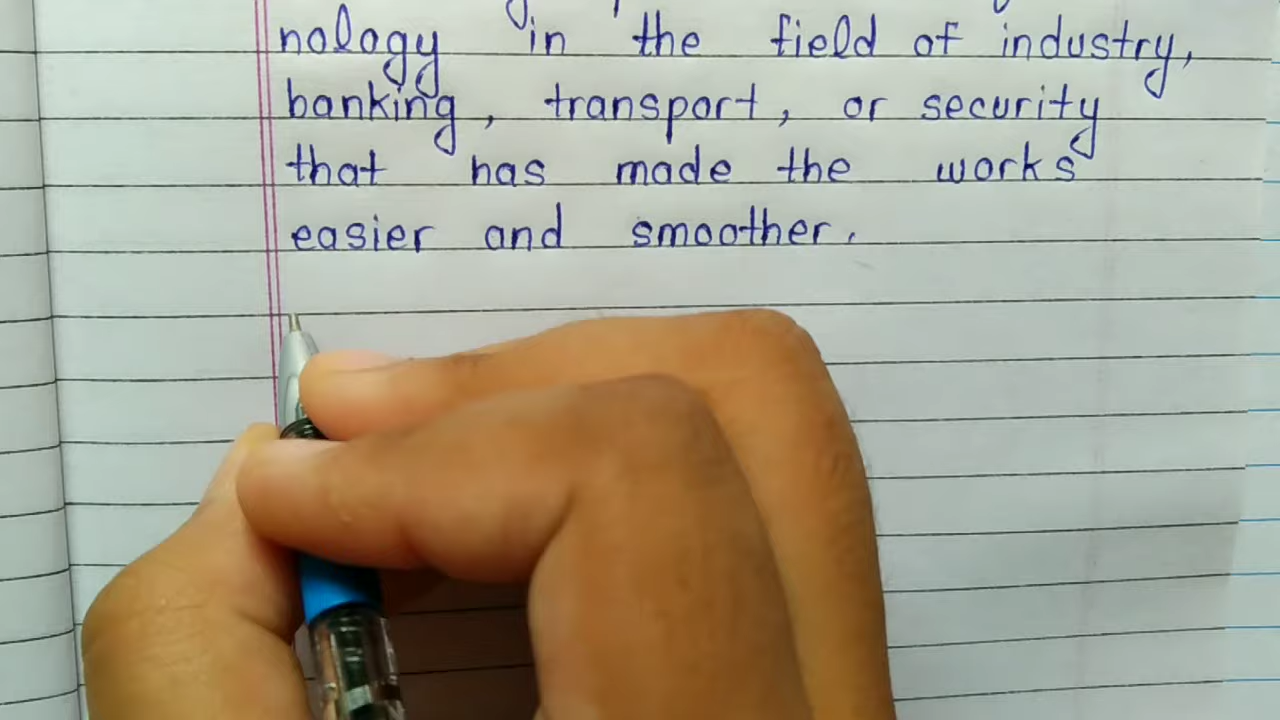 nology in the field of industry,
banking, transport, or security
that has made the works
easier and smoother.